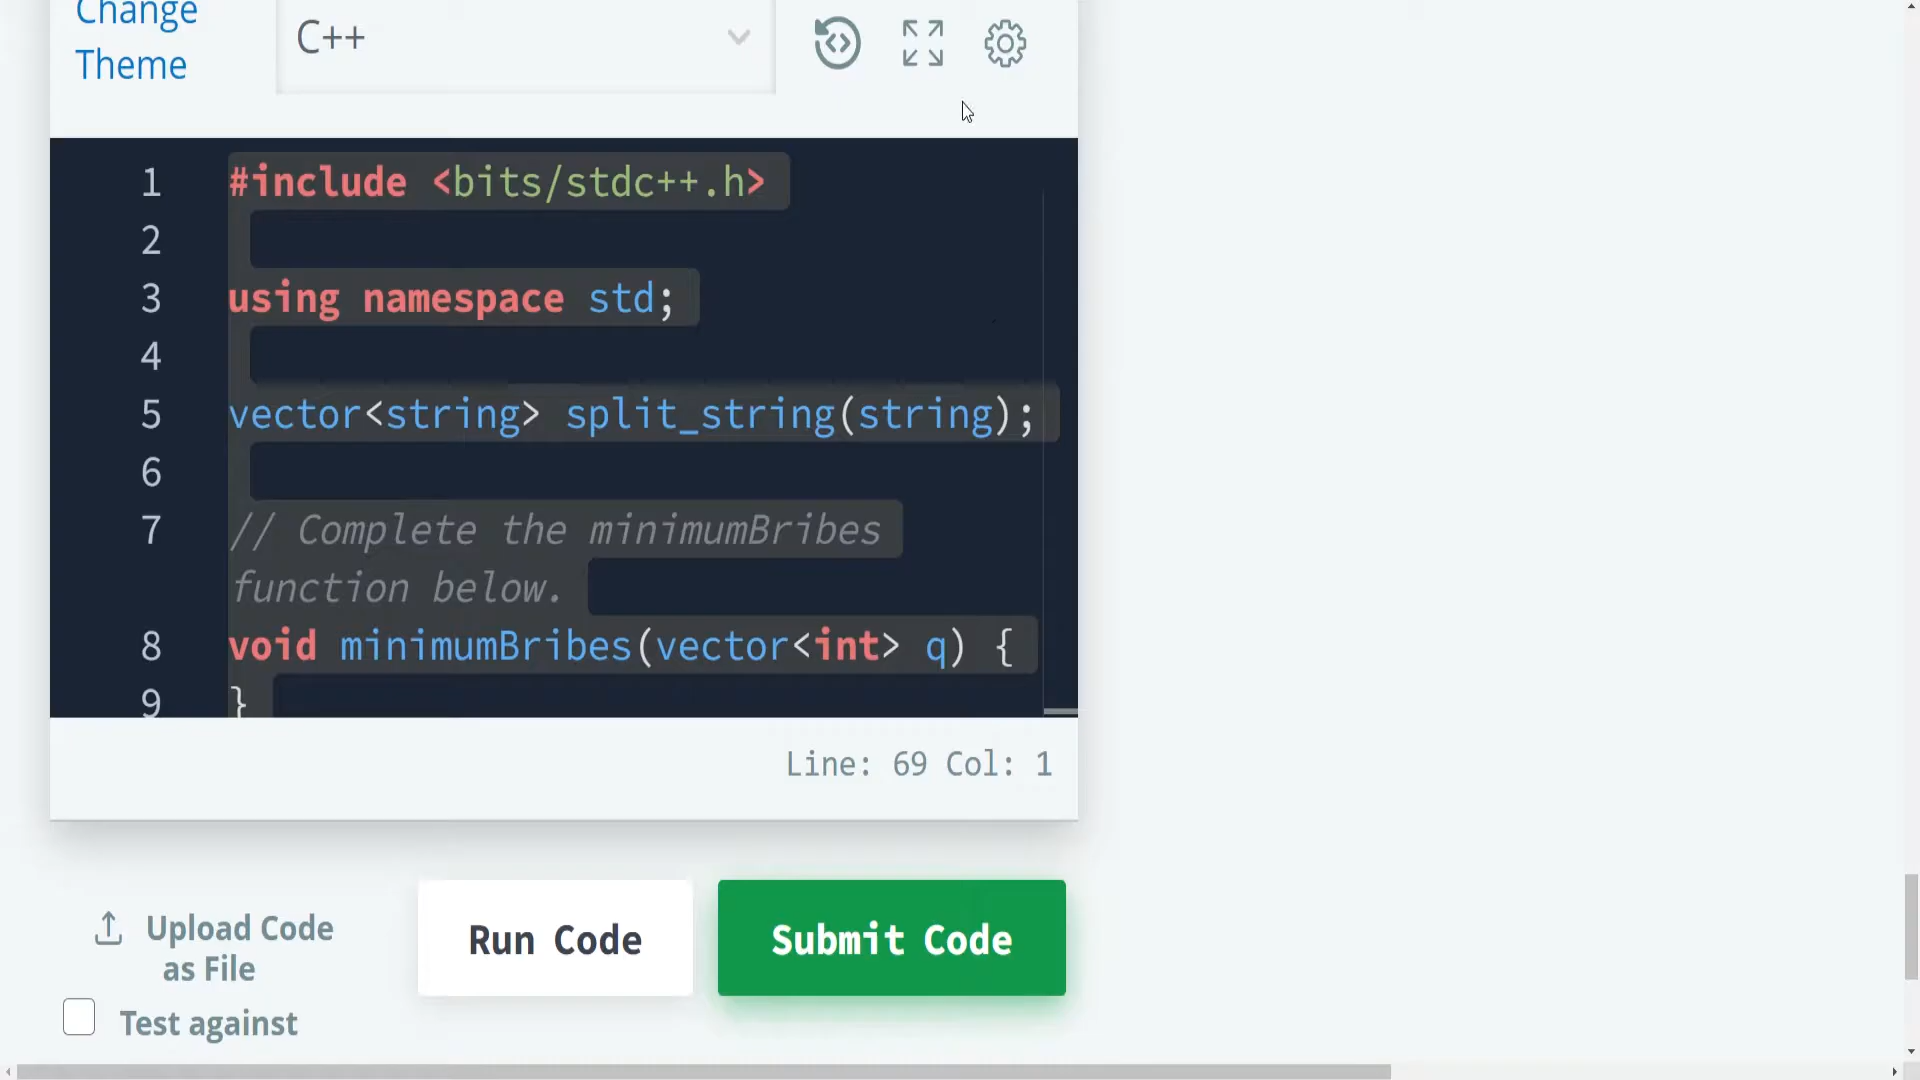 Change
Theme
C++
1 #include <bits/stdc++.h>
2
3 using namespace std;
4
5 vector<string> split_string(string);
6
7 // Complete the minimumBribes
function below.
8 void minimumBribes(vector<int> q) {
9 }
Line: 69 Col: 1
Upload Code
as File
Run Code
Submit Code
Test against